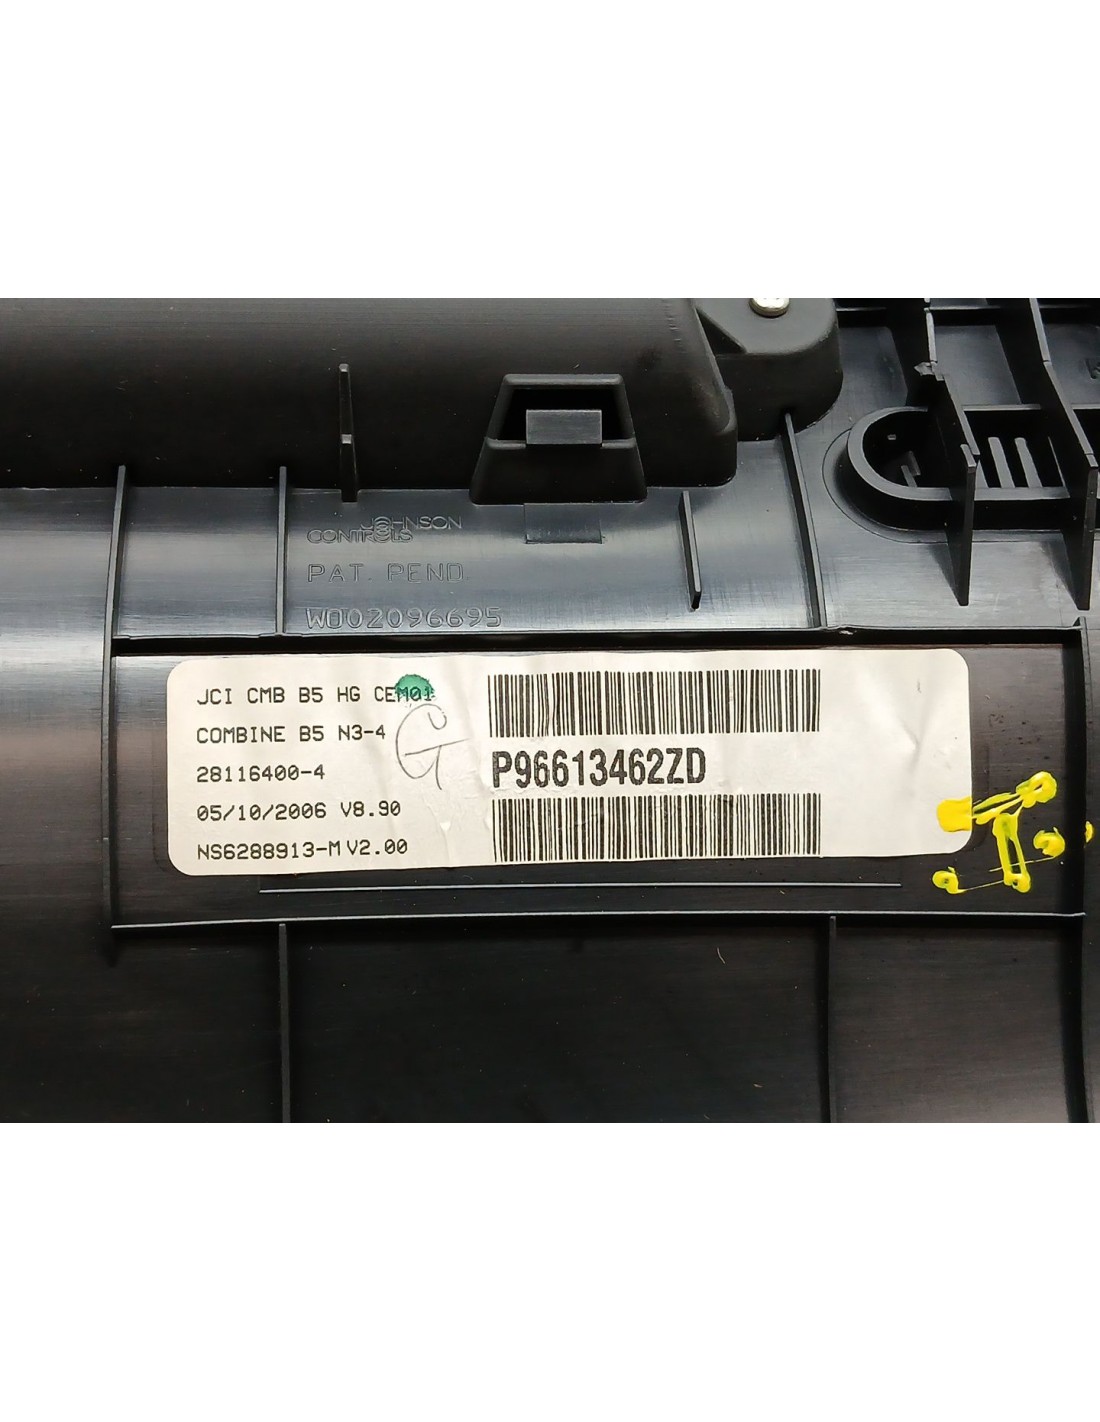 JOHNSON
CONTROLS
PAT. PEND.
WO02096695
JCI CMB B5 HG CEM01
COMBINE B5 N3-4
28116400-4
05/10/2006 V8.90
NS6288913-M V2.00
P96613462ZD